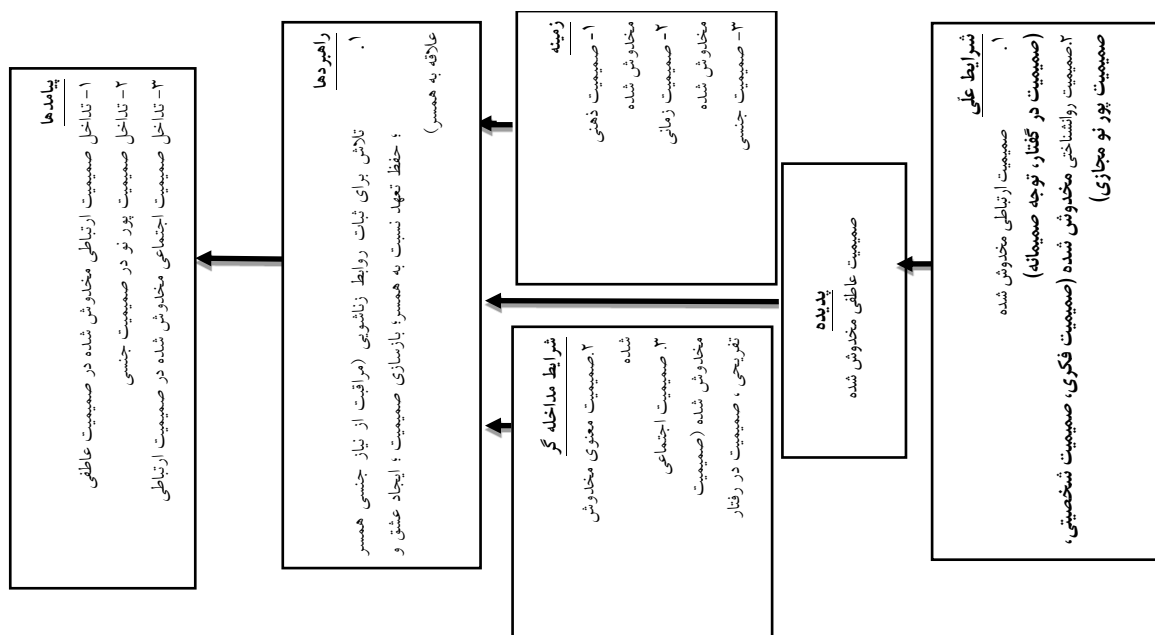 شرایط علّی
۱. صمیمیت ارتباطی مخدوش شده
(صمیمیت در گفتار، توجه صمیمانه)
۲.صمیمیت روانشناختی مخدوش شده (صمیمیت فکری، صمیمیت شخصیتی،
صمیمیت پور نو مجازی)
پدیده
صمیمیت عاطفی مخدوش شده
زمینه
۱- صمیمیت ذهنی
مخدوش شده
۲- صمیمیت زمانی
مخدوش شده
۳- صمیمیت جنسی
شرایط مداخله گر
۲.صمیمیت معنوی مخدوش
شده
۳. صمیمیت اجتماعی
مخدوش شده (صمیمیت
تفریحی ، صمیمیت در رفتار
راهبردها
۱. تلاش برای ثبات روابط زناشویی (مراقبت از نیاز جنسی همسر
؛ حفظ تعهد نسبت به همسر؛ بازسازی صمیمیت ؛ ایجاد عشق و
علاقه به همسر)
پیامدها
۱- تداخل صمیمیت ارتباطی مخدوش شده در صمیمیت عاطفی
۲- تداخل صمیمیت پور نو در صمیمیت جنسی
۳- تداخل صمیمیت اجتماعی مخدوش شده در صمیمیت ارتباطی